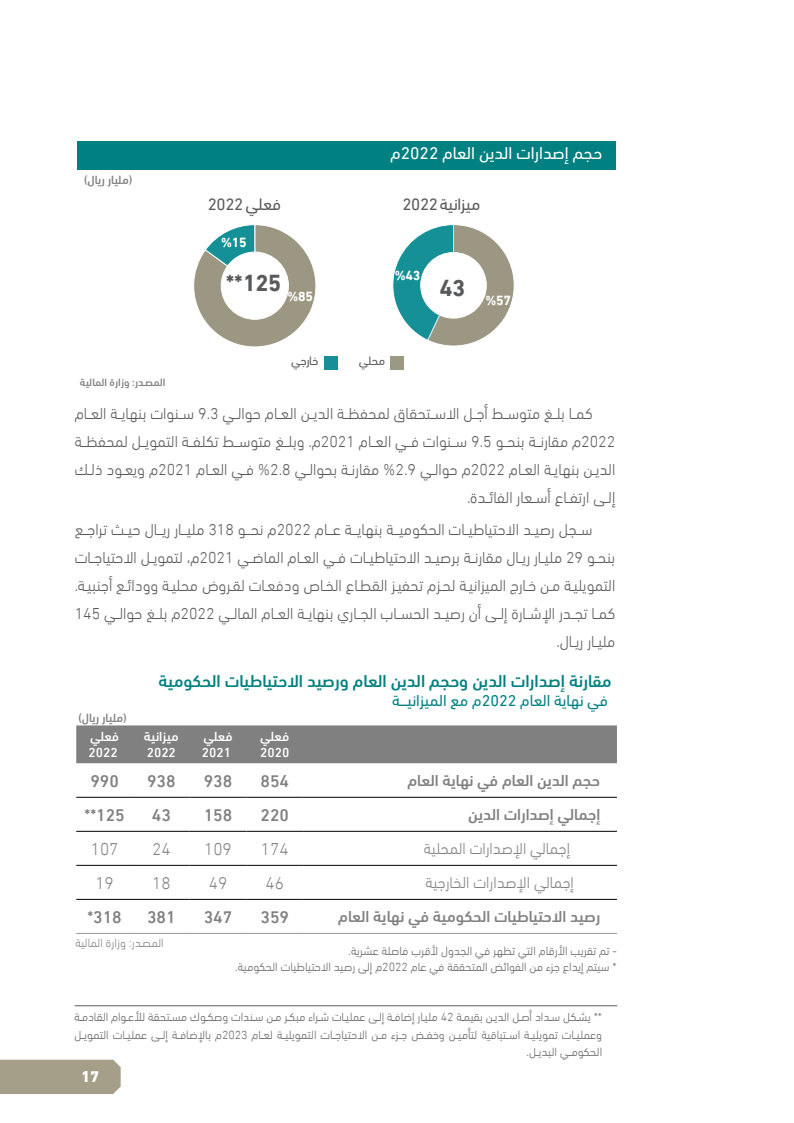 حجم إصدارات الدين العام 2022م
(مليار ريال)
ميزانية 2022
فعلي 2022
%43
43
%57
%15
**125
%85
محلي
خارجي
المصدر: وزارة المالية
كما بلغ متوسط أجل الاستحقاق لمحفظة الدين العام حوالي 9.3 سنوات بنهاية العام
2022م مقارنة بنحو 9.5 سنوات في العام 2021م. وبلغ متوسط تكلفة التمويل لمحفظة
الدين بنهاية العام 2022م حوالي 2.9% مقارنة بحوالي 2.8% في العام 2021م ويعود ذلك
إلى ارتفاع أسعار الفائدة.
سجل رصيد الاحتياطيات الحكومية بنهاية عام 2022م نحو 318 مليار ريال حيث تراجع
بنحو 29 مليار ريال مقارنة برصيد الاحتياطيات في العام الماضي 2021م، لتمويل الاحتياجات
التمويلية من خارج الميزانية لحزم تحفيز القطاع الخاص ودفعات لقروض محلية وودائع أجنبية.
كما تجدر الإشارة إلى أن رصيد الحساب الجاري بنهاية العام المالي 2022م بلغ حوالي 145
مليار ريال.
مقارنة إصدارات الدين وحجم الدين العام ورصيد الاحتياطيات الحكومية
في نهاية العام 2022م مع الميزانية
(مليار ريال)
فعلي 2020 فعلي 2021 ميزانية 2022 فعلي 2022
حجم الدين العام في نهاية العام 854 938 938 990
إجمالي إصدارات الدين 220 158 43 125**
إجمالي الإصدارات المحلية 174 109 24 107
إجمالي الإصدارات الخارجية 46 49 18 19
رصيد الاحتياطيات الحكومية في نهاية العام 359 347 381 318*
المصدر: وزارة المالية
- تم تقريب الأرقام التي تظهر في الجدول لأقرب فاصلة عشرية.
* سيتم إيداع جزء من الفوائض المتحققة في عام 2022م إلى رصيد الاحتياطيات الحكومية.
** يشكل سداد أصل الدين بقيمة 42 مليار إضافة إلى عمليات شراء مبكر من سندات وصكوك مستحقة للأعوام القادمة
وعمليات تمويلية استباقية لتأمين وخفض جزء من الاحتياجات التمويلية لعام 2023م بالإضافة إلى عمليات التمويل
الحكومي البديل.
17